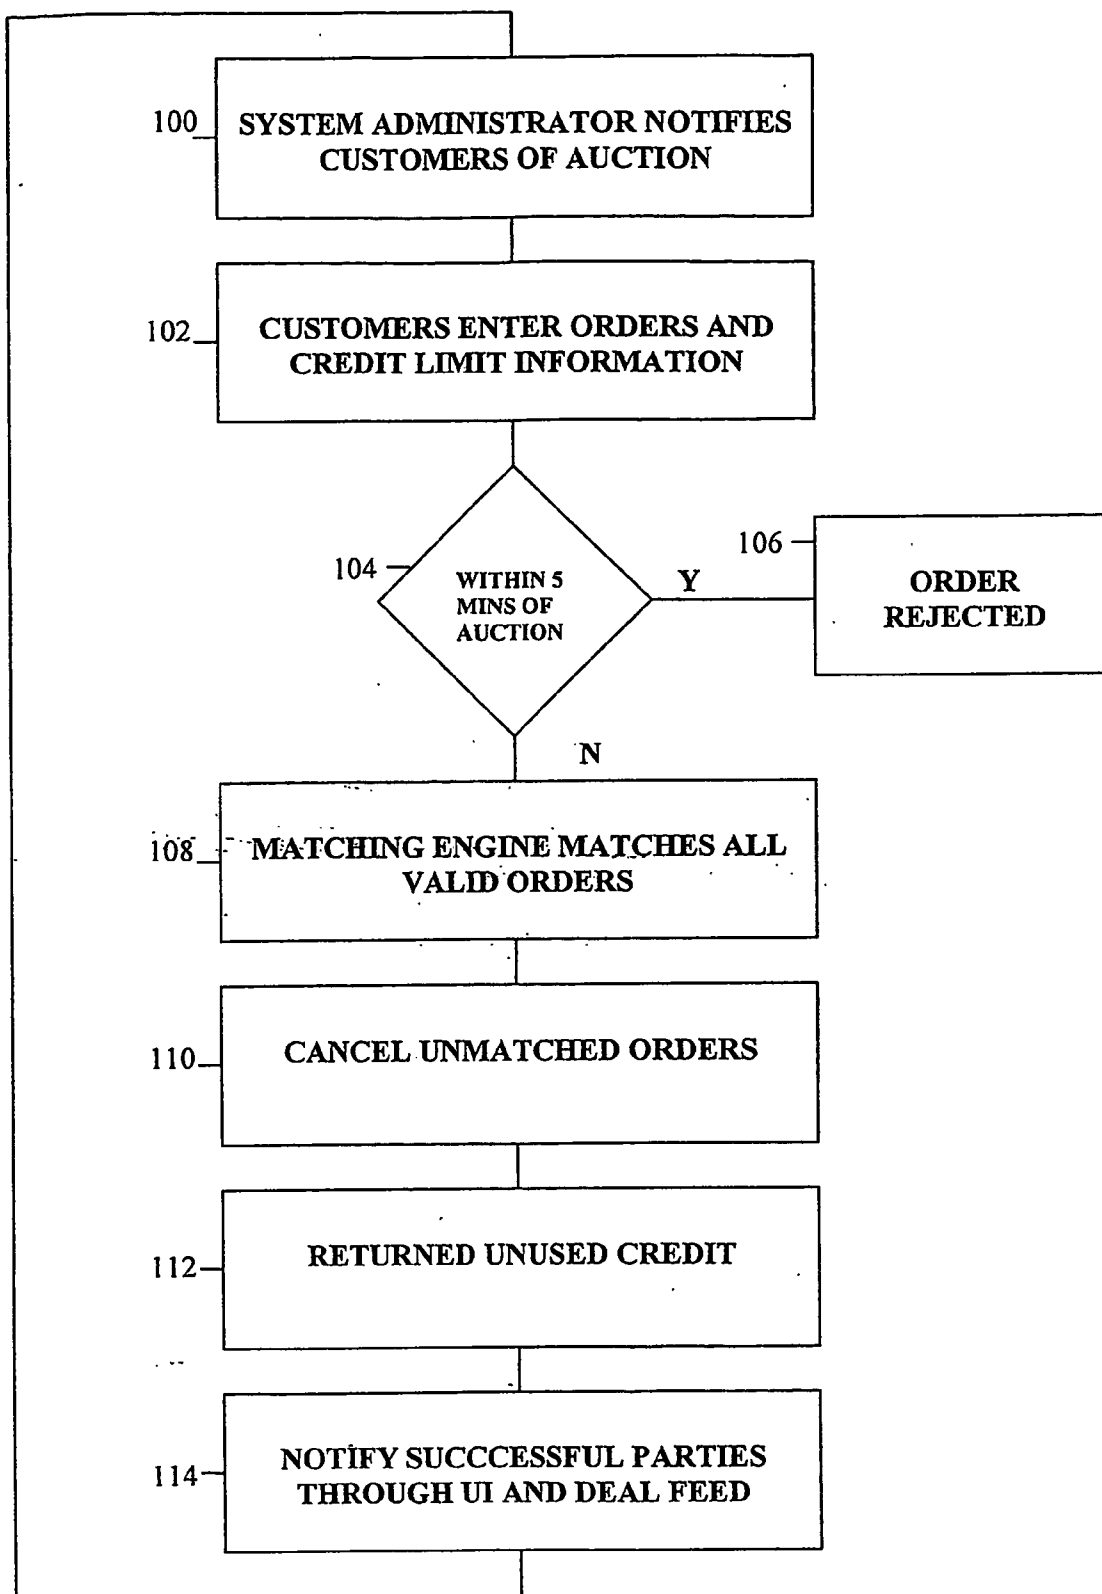 100
SYSTEM ADMINISTRATOR NOTIFIES
CUSTOMERS OF AUCTION
102
CUSTOMERS ENTER ORDERS AND
CREDIT LIMIT INFORMATION
104
WITHIN 5
MINS OF
AUCTION
Y
106
ORDER
REJECTED
N
108
MATCHING ENGINE MATCHES ALL
VALID ORDERS
110
CANCEL UNMATCHED ORDERS
112
RETURNED UNUSED CREDIT
114
NOTIFY SUCCCESSFUL PARTIES
THROUGH UI AND DEAL FEED